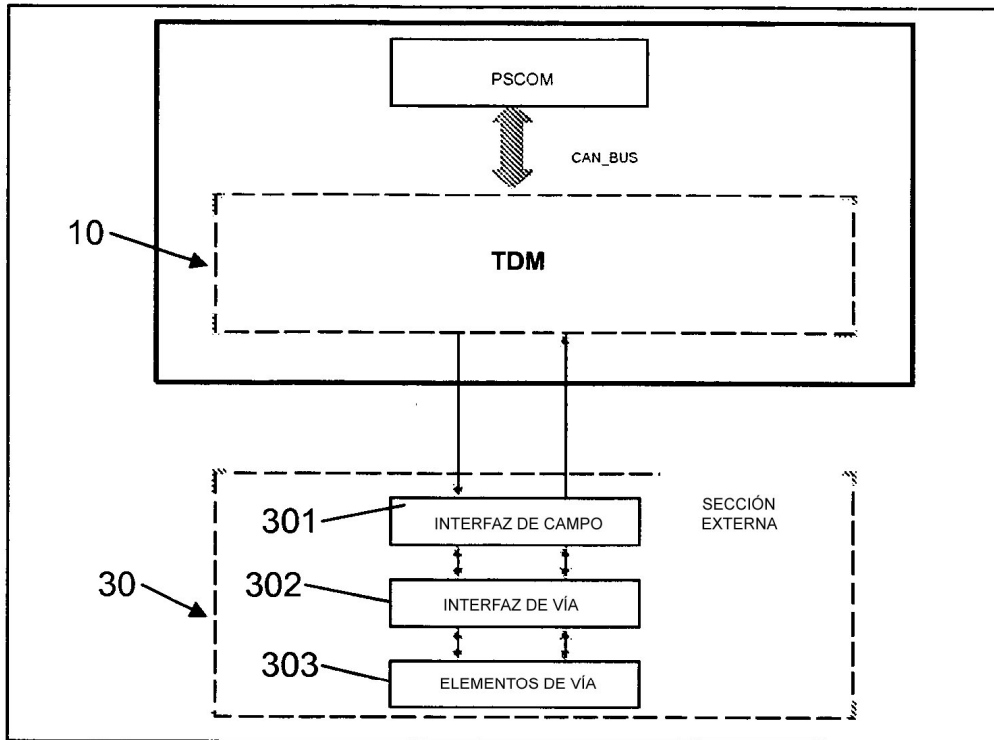 PSCOM
CAN_BUS
10
TDM
SECCIÓN
EXTERNA
301
INTERFAZ DE CAMPO
30
302
INTERFAZ DE VÍA
303
ELEMENTOS DE VÍA